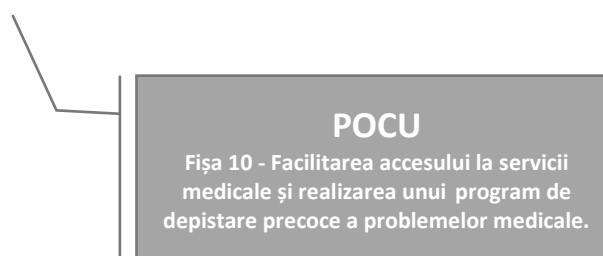 POCU
Fișa 10 - Facilitarea accesului la servicii
medicale și realizarea unui program de
depistare precoce a problemelor medicale.